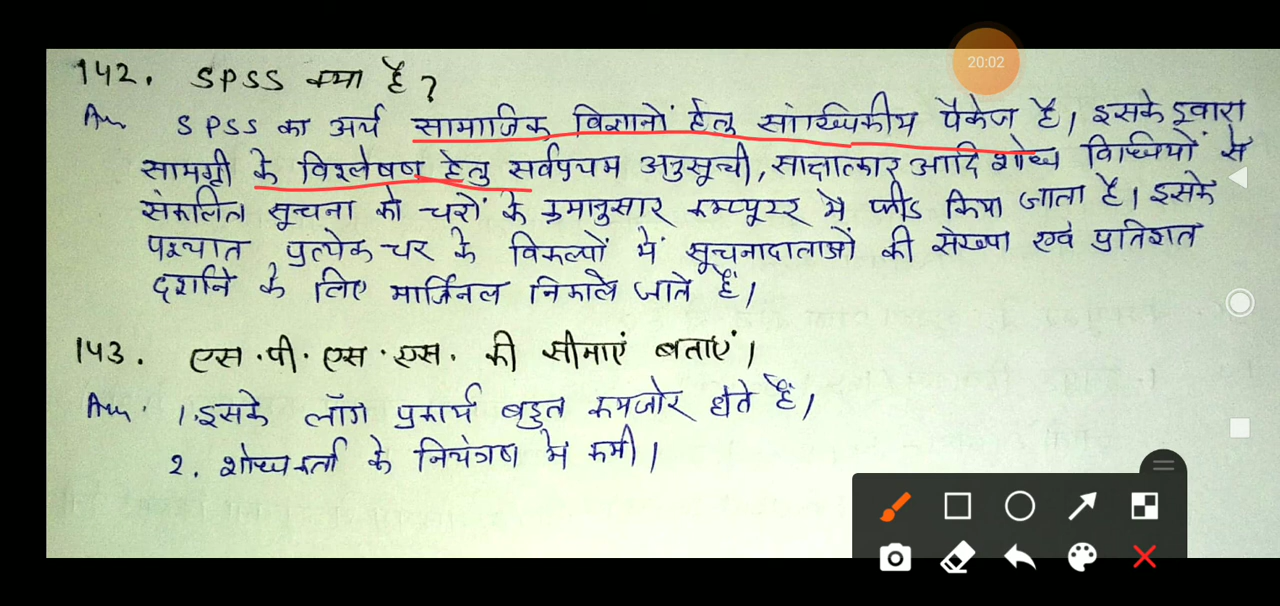 20:02
142. SPSS क्या है?
Ans SPSS का अर्थ सामाजिक विज्ञानों हेतु सांख्यिकीय पैकेज है। इसके द्वारा
सामग्री के विश्लेषण हेतु सर्वप्रथम अनुसूची, साक्षात्कार आदि शोध विधियों से
संकलित सूचना को चरों के क्रमानुसार कम्प्यूटर में फीड किया जाता है। इसके
पश्चात प्रत्येक चर के विकल्पों में सूचनादाताओं की संख्या एवं प्रतिशत
दर्शाने के लिए मार्जिनल निकाले जाते हैं।
143. एस.पी.एस.एस. की सीमाएं बताएं।
Ans. 1. इसके लॉग प्रकार्य बहुत कमजोर होते हैं।
2. शोधकर्ता के नियंत्रण में कमी।